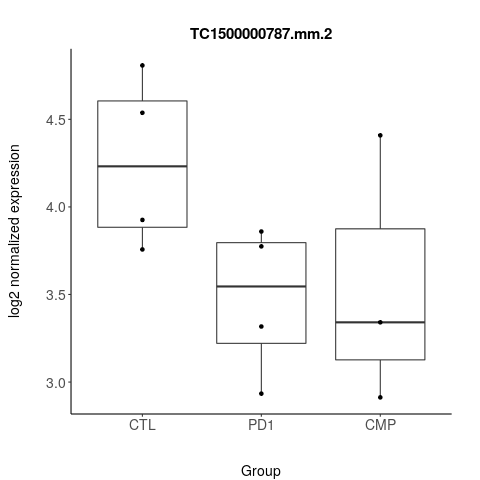 TC1500000787.mm.2
log2 normalized expression
4.5
4.0
3.5
3.0
CTL PD1 CMP
Group